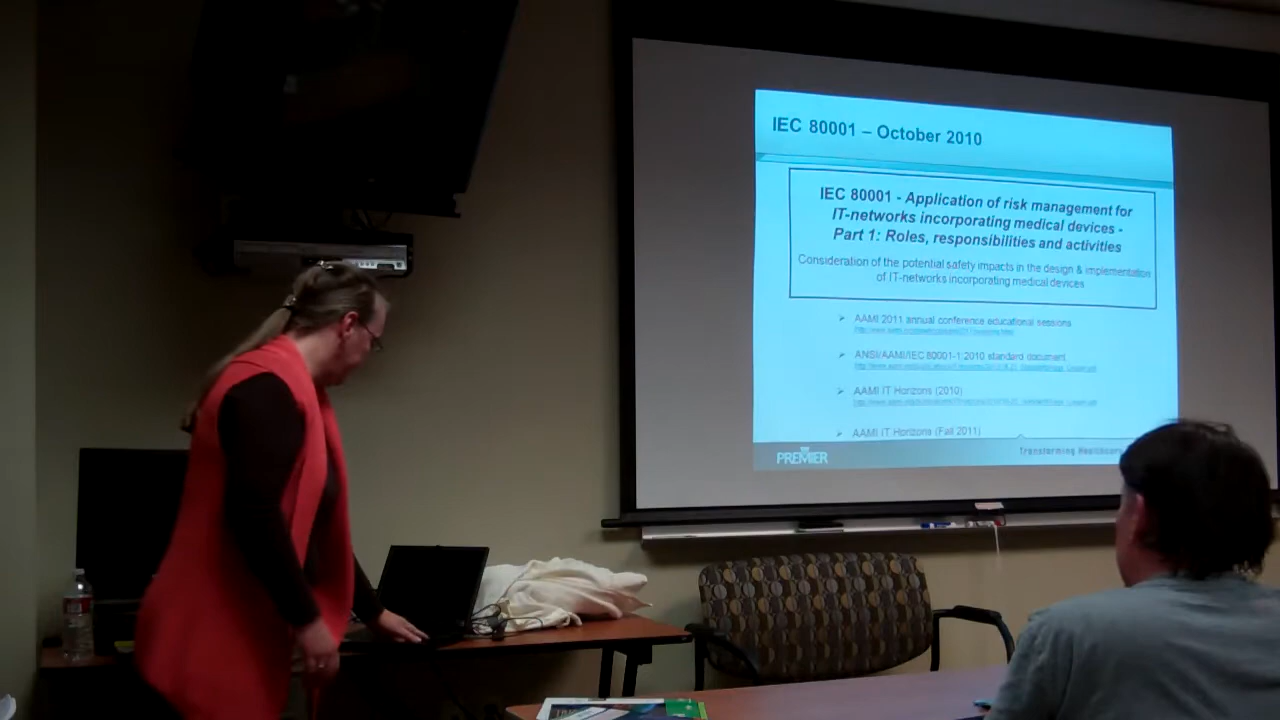 IEC 80001 – October 2010
IEC 80001 - Application of risk management for
IT-networks incorporating medical devices -
Part 1: Roles, responsibilities and activities
Consideration of the potential safety impacts in the design & implementation
of IT-networks incorporating medical devices
AAMI 2011 annual conference educational sessions
ANSI/AAMI/IEC 80001-1:2010 standard document
AAMI IT Horizons (2010)
AAMI IT Horizons (Fall 2011)
PREMIER
Transforming Healthcare